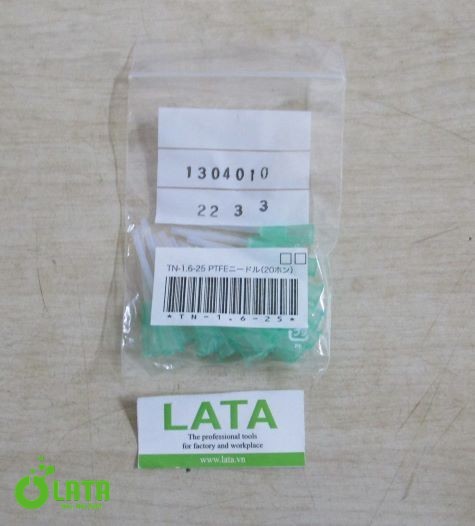 1304010
22 3 3
TN-1.6-25 PTFEニードル(20ホン)
*TN-1.6-25*
LATA
The professional tools
for factory and workplace
www.lata.vn
LATA